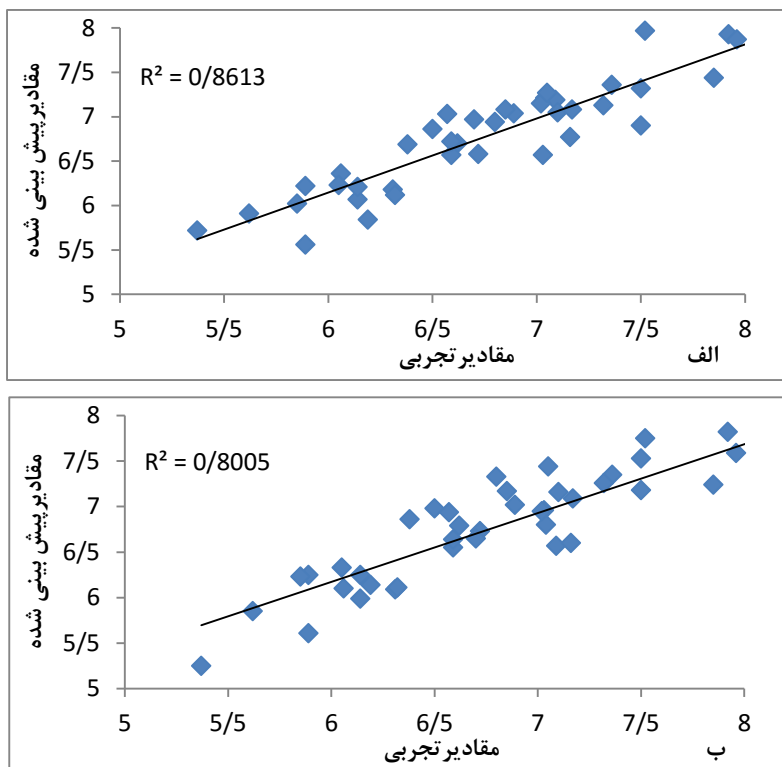 8
7/5
7
6/5
6
5/5
5
مقادیر پیش بینی شده
R² = 0/8613
5 5/5 6 6/5 7 7/5 8
مقادیر تجربی
الف
8
7/5
7
6/5
6
5/5
5
مقادیر پیش بینی شده
R² = 0/8005
5 5/5 6 6/5 7 7/5 8
مقادیر تجربی
ب